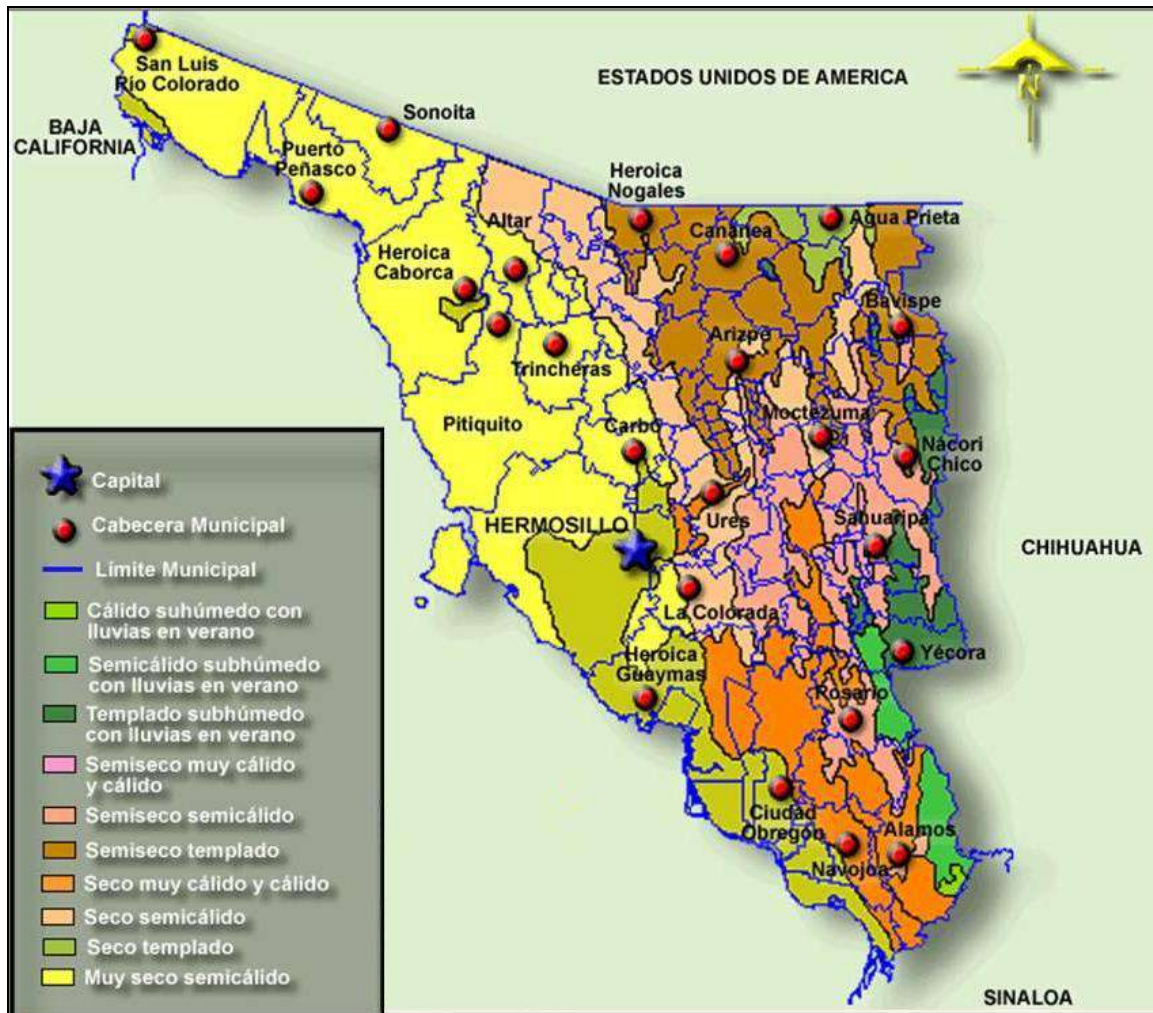 ESTADOS UNIDOS DE AMERICA
N
San Luis
Río Colorado
BAJA
CALIFORNIA
Sonoita
Puerto
Peñasco
Heroica
Nogales
Agua Prieta
Cananea
Altar
Heroica
Caborca
Bavispe
Arizpe
Trincheras
Pitiquito
Carbó
Moctezuma
Nácori
Chico
HERMOSILLO
Ures
Sahuaripa
CHIHUAHUA
La Colorada
Heroica
Guaymas
Yécora
Rosario
Ciudad
Obregón
Alamos
Navojoa
SINALOA
Capital
Cabecera Municipal
Límite Municipal
Cálido suhúmedo con
lluvias en verano
Semicálido subhúmedo
con lluvias en verano
Templado subhúmedo
con lluvias en verano
Semiseco muy cálido
y cálido
Semiseco semicálido
Semiseco templado
Seco muy cálido y cálido
Seco semicálido
Seco templado
Muy seco semicálido